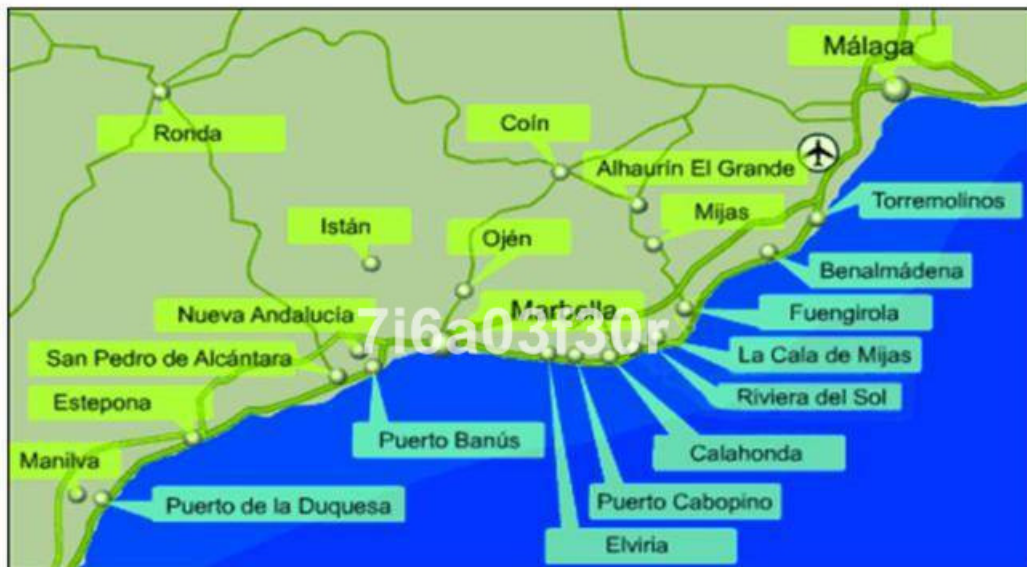 Málaga
Ronda
Coín
Alhaurín El Grande
Torremolinos
Mijas
Istán
Ojén
Benalmádena
Nueva Andalucía
Marbella
Fuengirola
7i6a03f30r
San Pedro de Alcántara
La Cala de Mijas
Riviera del Sol
Estepona
Puerto Banús
Calahonda
Manilva
Puerto de la Duquesa
Puerto Cabopino
Elviria